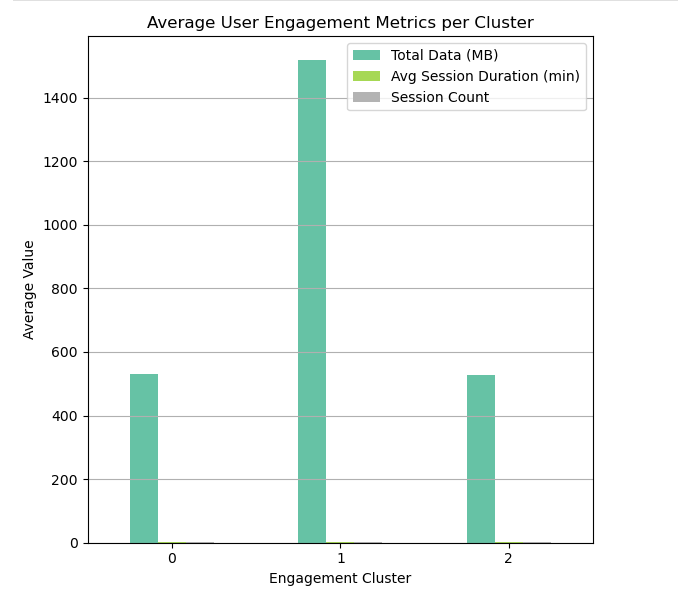 Average User Engagement Metrics per Cluster
Total Data (MB)
Avg Session Duration (min)
Session Count
1400
1200
1000
800
600
400
200
0
Average Value
0 1 2
Engagement Cluster